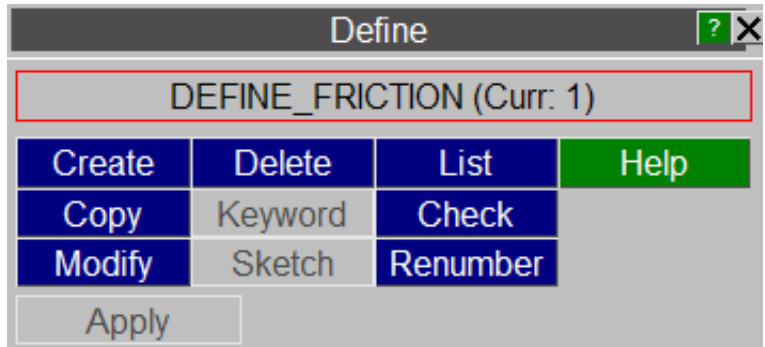 Define ?
DEFINE_FRICTION (Curr: 1)
Create Delete List Help
Copy Keyword Check
Modify Sketch Renumber
Apply